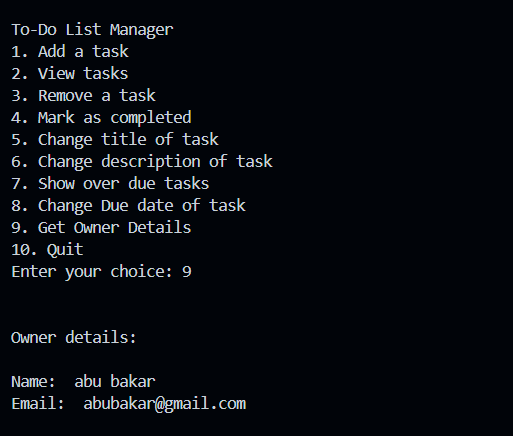 To-Do List Manager
1. Add a task
2. View tasks
3. Remove a task
4. Mark as completed
5. Change title of task
6. Change description of task
7. Show over due tasks
8. Change Due date of task
9. Get Owner Details
10. Quit
Enter your choice: 9
Owner details:
Name:  abu bakar
Email:  abubakar@gmail.com